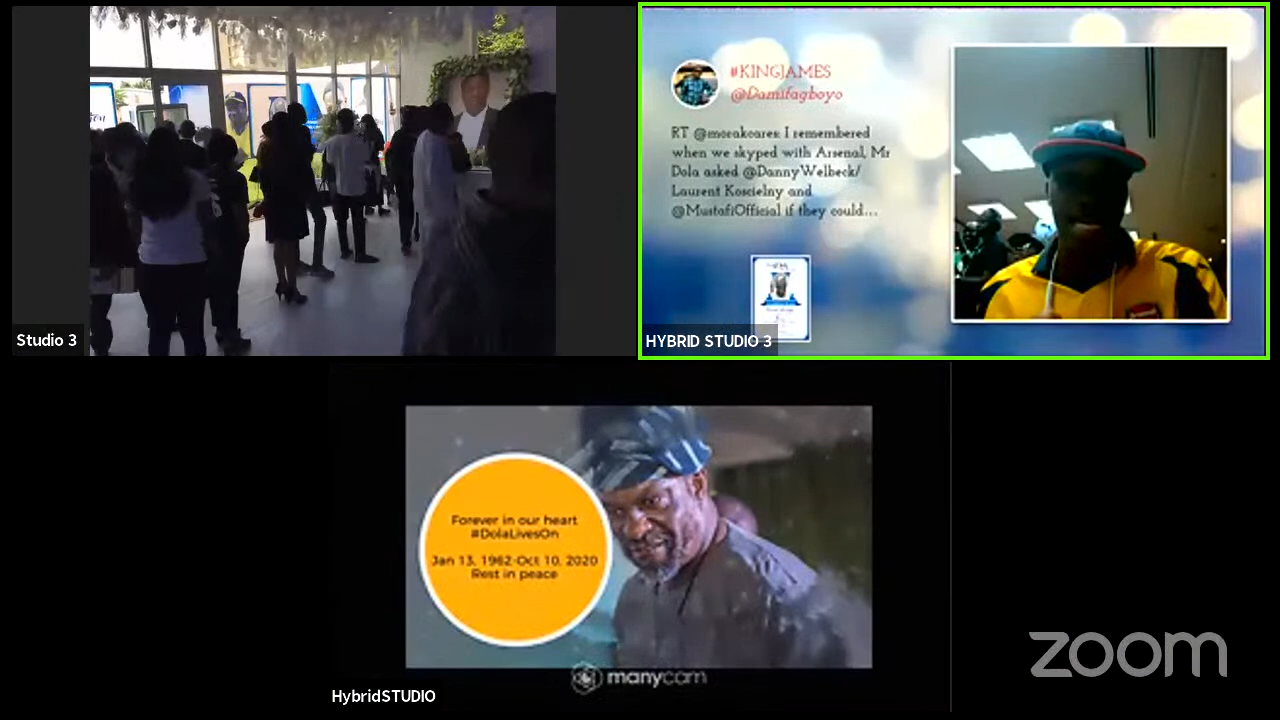 #KINGJAMES
@Damifagboyo
RT @morakcares: I remembered
when we skyped with Arsenal, Mr
Dola asked @DannyWelbeck/
Laurent Koscielny and
@MustafiOfficial if they could...
Studio 3
HYBRID STUDIO 3
Forever in our heart
#DolaLivesOn
Jan 13, 1962-Oct 10, 2020
Rest in peace
manycam
HybridSTUDIO
zoom